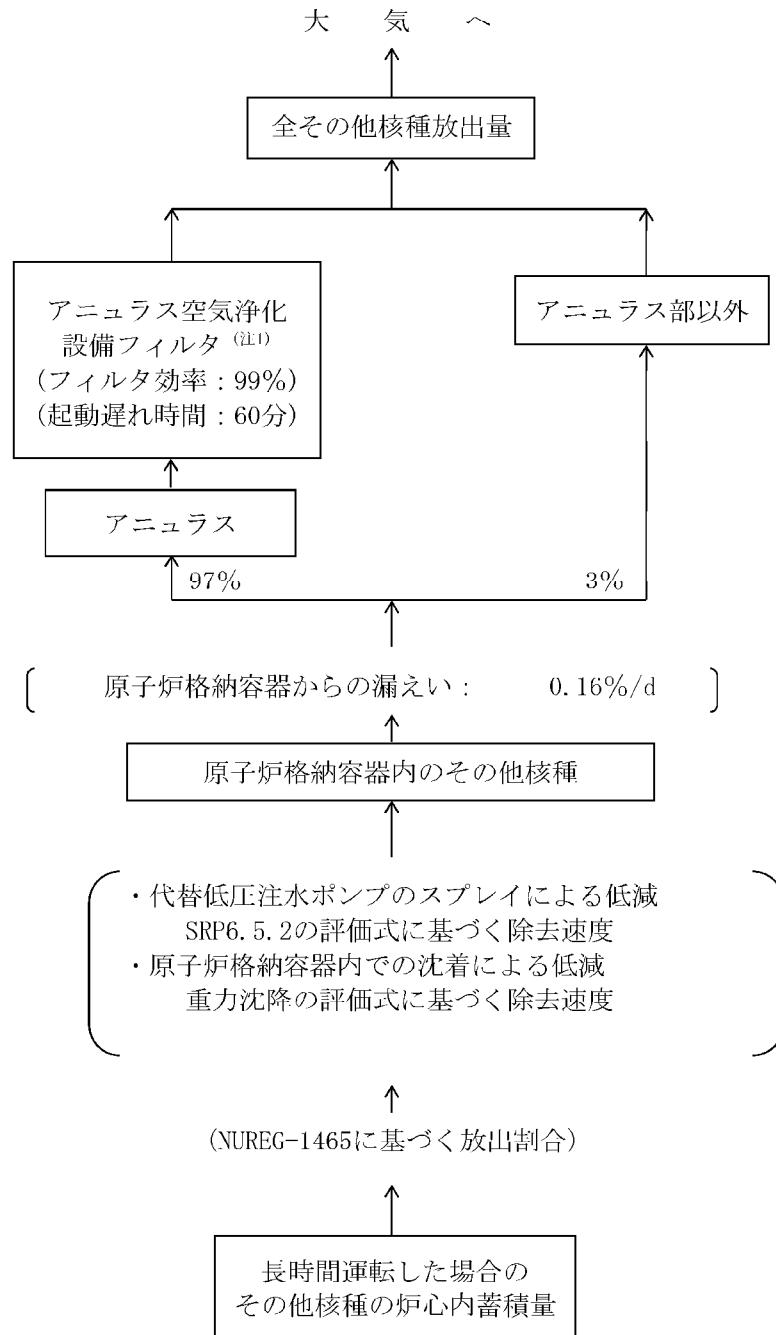 大　気　へ
全その他核種放出量
アニュラス空気浄化
設備フィルタ (注1)
(フィルタ効率：99%)
(起動遅れ時間：60分)
アニュラス部以外
アニュラス
97%
3%
原子炉格納容器からの漏えい：　0.16%/d
原子炉格納容器内のその他核種
・代替低圧注水ポンプのスプレイによる低減
SRP6.5.2の評価式に基づく除去速度
・原子炉格納容器内での沈着による低減
重力沈降の評価式に基づく除去速度
(NUREG-1465に基づく放出割合)
長時間運転した場合の
その他核種の炉心内蓄積量